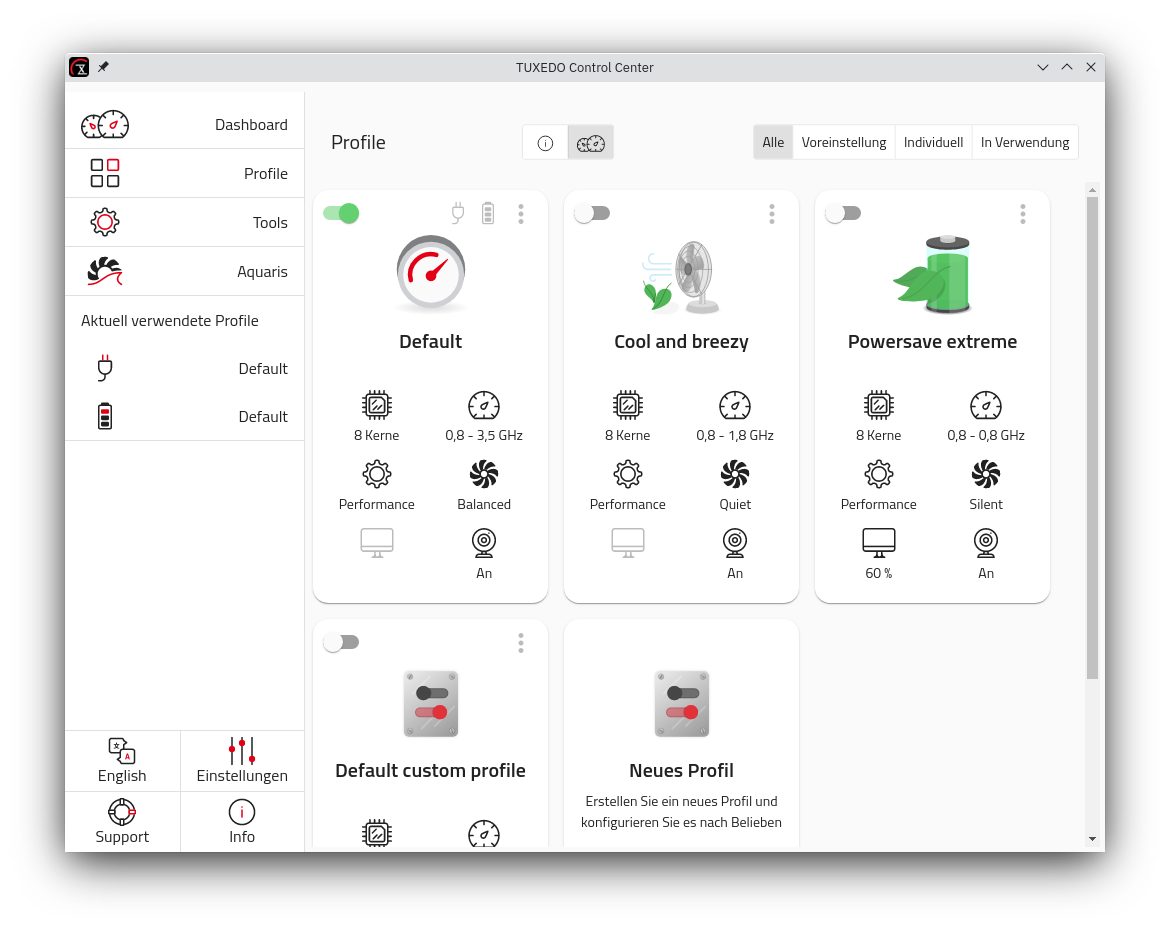 TUXEDO Control Center
Dashboard
Profile
Tools
Aquaris
Aktuell verwendete Profile
Default
Default
English
Einstellungen
Support
Info
Profile
Alle
Voreinstellung
Individuell
In Verwendung
Default
8 Kerne
0,8 - 3,5 GHz
Performance
Balanced
An
Cool and breezy
8 Kerne
0,8 - 1,8 GHz
Performance
Quiet
An
Powersave extreme
8 Kerne
0,8 - 0,8 GHz
Performance
Silent
60 %
An
Default custom profile
Neues Profil
Erstellen Sie ein neues Profil und
konfigurieren Sie es nach Belieben